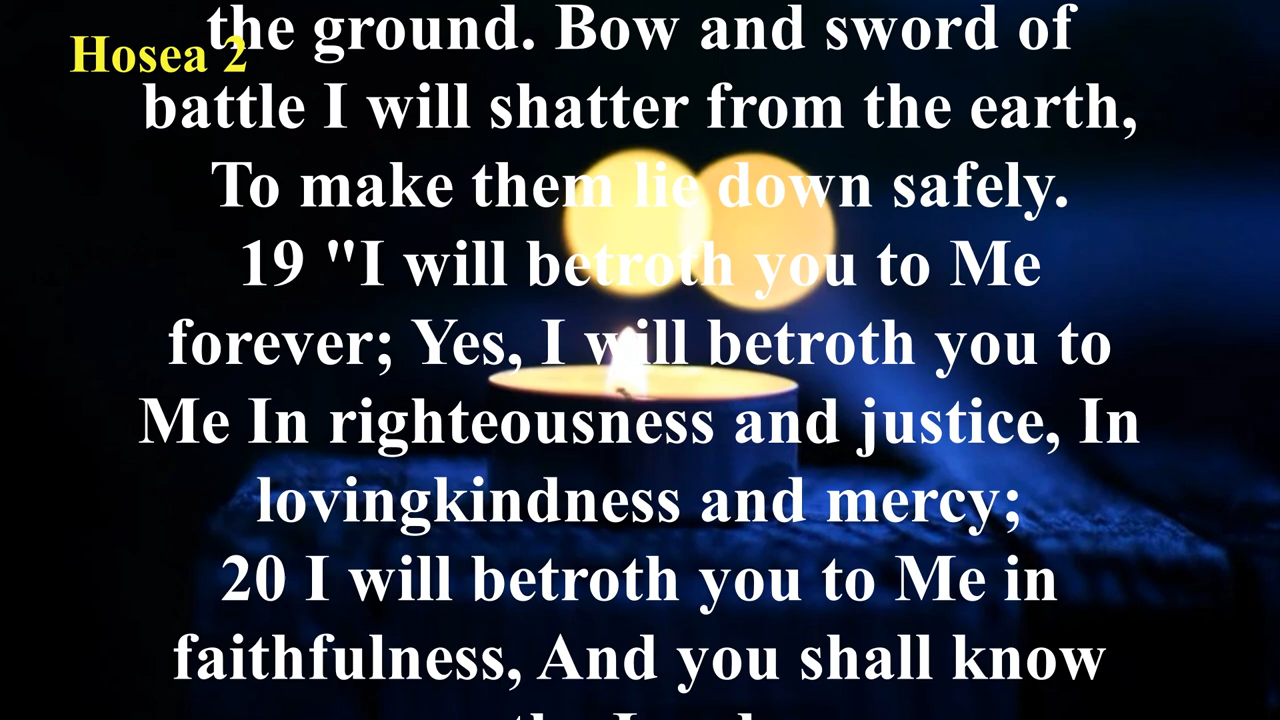 the ground. Bow and sword of
Hosea 2
battle I will shatter from the earth,
To make them lie down safely.
19 "I will betroth you to Me
forever; Yes, I will betroth you to
Me In righteousness and justice, In
lovingkindness and mercy;
20 I will betroth you to Me in
faithfulness, And you shall know